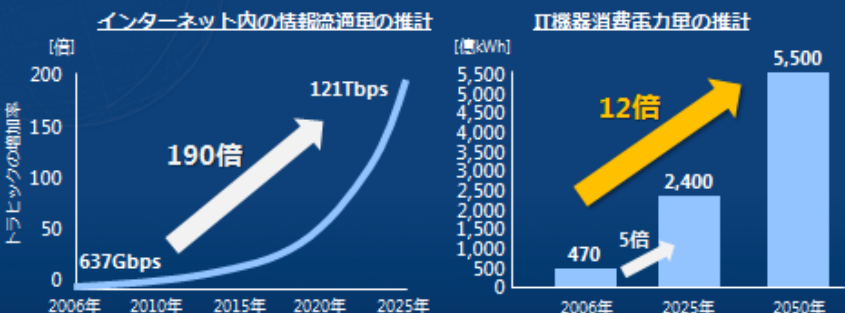 インターネット内の情報流通量の推計
[倍]
200
150
100
50
0
トラヒックの増加率
121Tbps
190倍
637Gbps
2006年 2010年 2015年 2020年 2025年
IT機器消費電力量の推計
[億kWh]
5,500
5,000
4,500
4,000
3,500
3,000
2,500
2,000
1,500
1,000
500
0
5,500
12倍
2,400
5倍
470
2006年 2025年 2050年